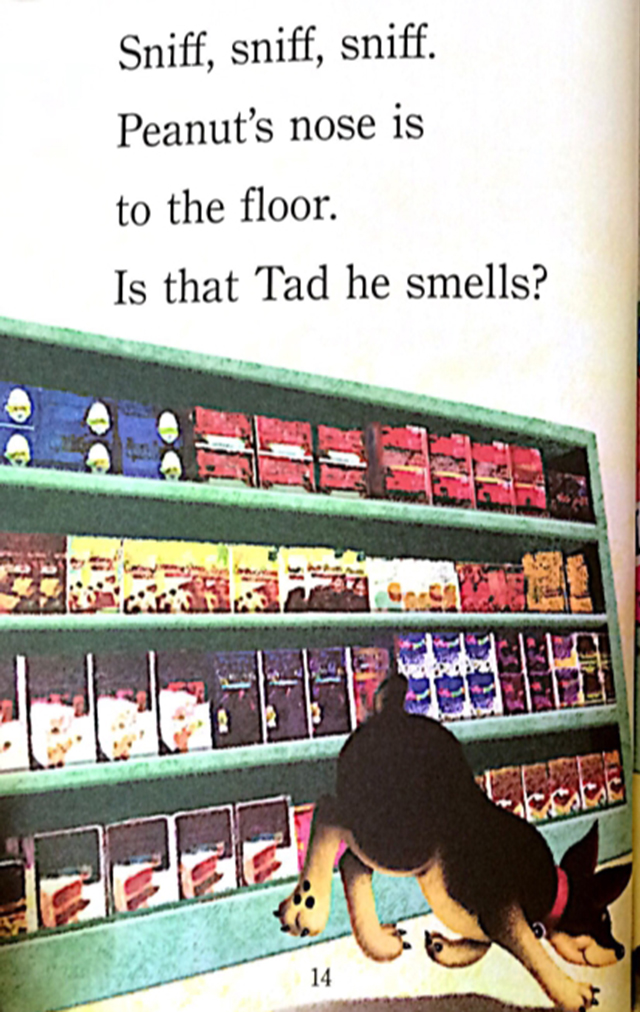 Sniff, sniff, sniff.
Peanut's nose is
to the floor.
Is that Tad he smells?
14